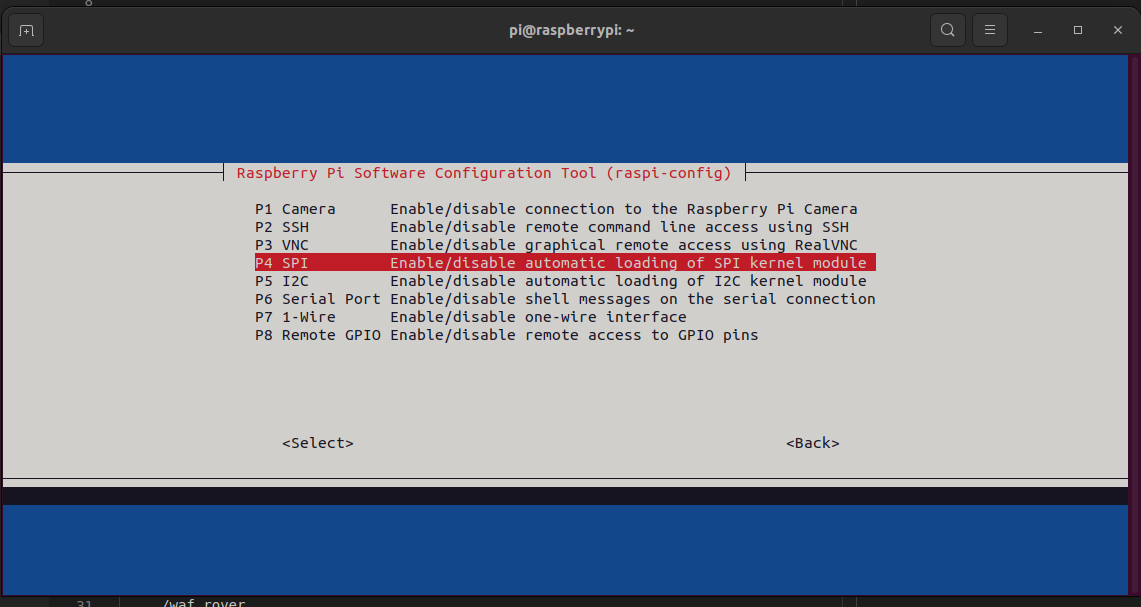 8
pi@raspberrypi: ~
Raspberry Pi Software Configuration Tool (raspi-config)
P1 Camera Enable/disable connection to the Raspberry Pi Camera
P2 SSH Enable/disable remote command line access using SSH
P3 VNC Enable/disable graphical remote access using RealVNC
P4 SPI Enable/disable automatic loading of SPI kernel module
P5 I2C Enable/disable automatic loading of I2C kernel module
P6 Serial Port Enable/disable shell messages on the serial connection
P7 1-Wire Enable/disable one-wire interface
P8 Remote GPIO Enable/disable remote access to GPIO pins
<Select> <Back>
31 /waf rover